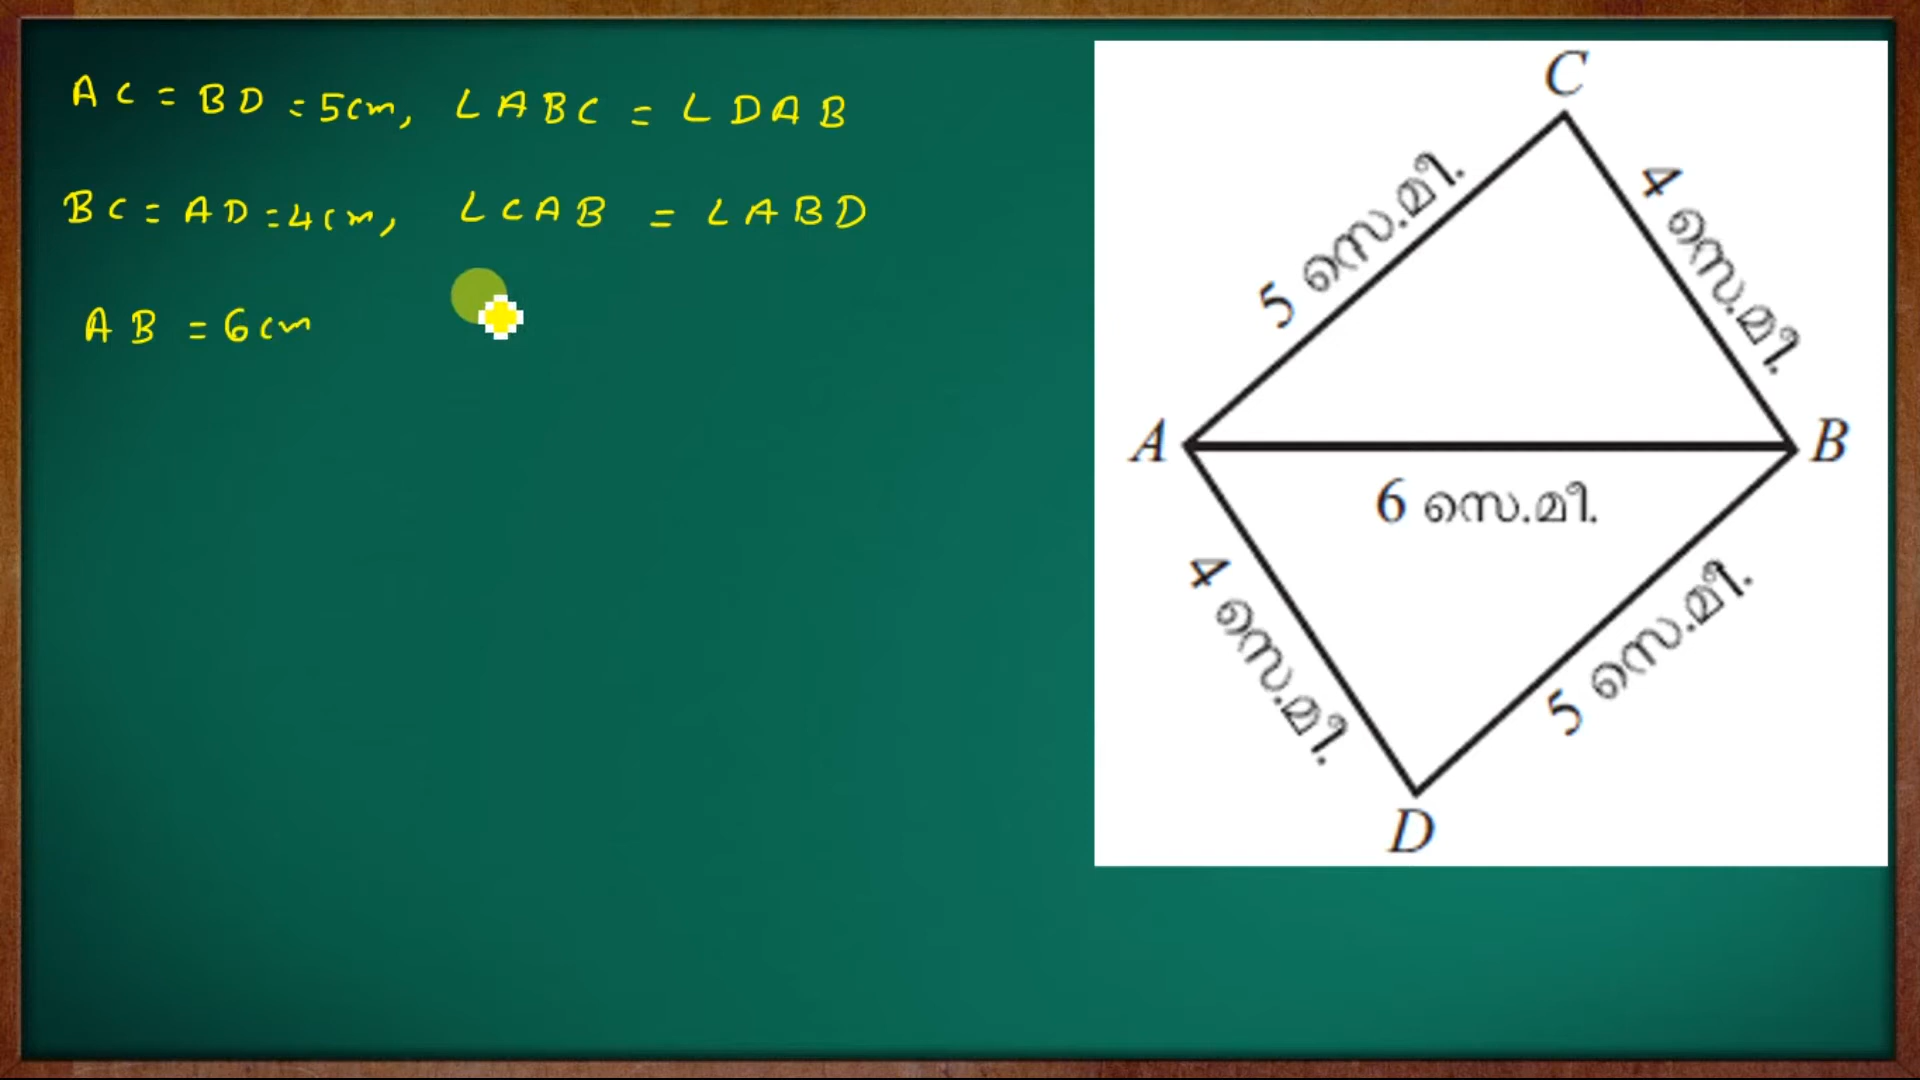 AC = BD = 5cm, ∠ABC = ∠DAB
BC = AD = 4cm, ∠CAB = ∠ABD
AB = 6cm
C
5 സെ.മീ.
4 സെ.മീ.
A
B
6 സെ.മീ.
4 സെ.മീ.
5 സെ.മീ.
D